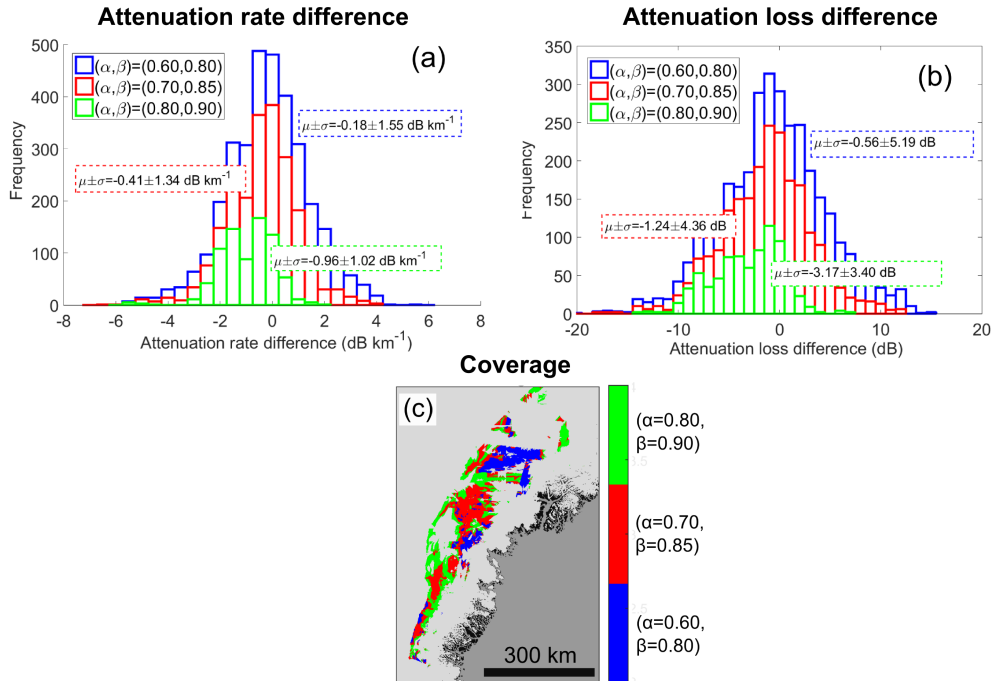 Attenuation rate difference
Attenuation loss difference
(a)
500
400
300
200
100
0
Frequency
(α,β)=(0.60,0.80)
(α,β)=(0.70,0.85)
(α,β)=(0.80,0.90)
μ±σ=-0.18±1.55 dB km⁻¹
μ±σ=-0.41±1.34 dB km⁻¹
μ±σ=-0.96±1.02 dB km⁻¹
-8 -6 -4 -2 0 2 4 6 8
Attenuation rate difference (dB km⁻¹)
(b)
350
300
250
200
150
100
50
0
Frequency
(α,β)=(0.60,0.80)
(α,β)=(0.70,0.85)
(α,β)=(0.80,0.90)
μ±σ=-0.56±5.19 dB
μ±σ=-1.24±4.36 dB
μ±σ=-3.17±3.40 dB
-20 -10 0 10 20
Attenuation loss difference (dB)
Coverage
(c)
300 km
(α=0.80,
β=0.90)
(α=0.70,
β=0.85)
(α=0.60,
β=0.80)